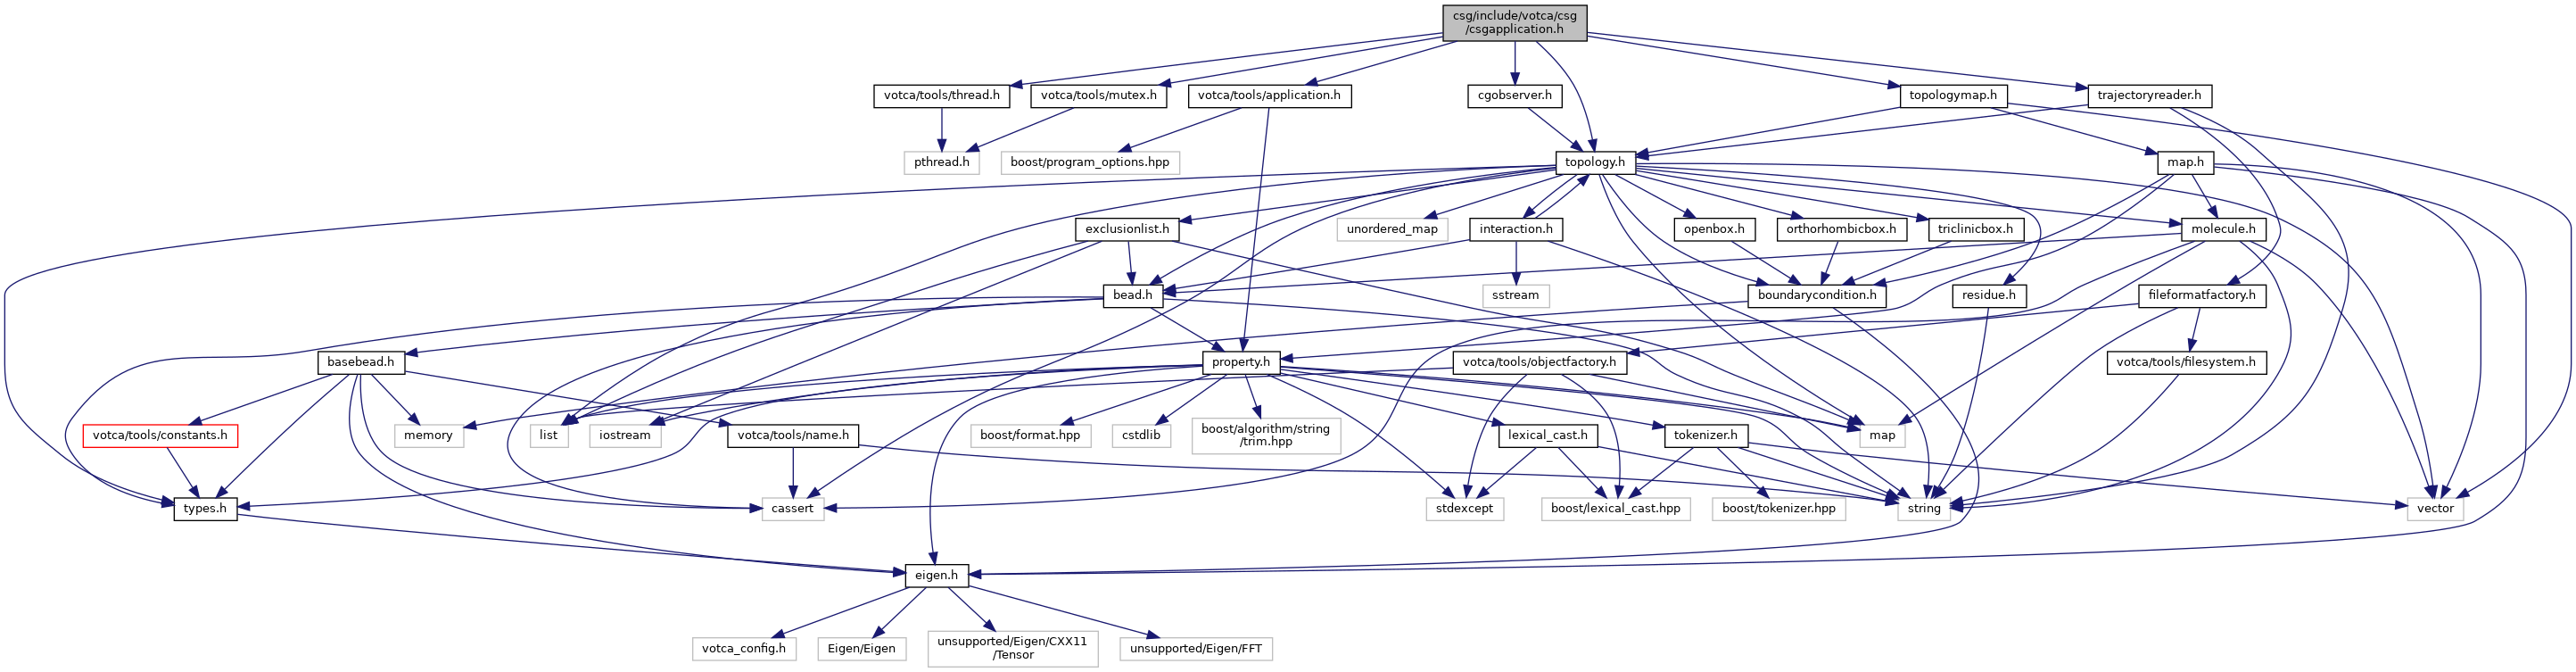 csg/include/votca/csg
/csgapplication.h
votca/tools/thread.h
votca/tools/mutex.h
votca/tools/application.h
cgobserver.h
topologymap.h
trajectoryreader.h
pthread.h
boost/program_options.hpp
topology.h
map.h
exclusionlist.h
unordered_map
interaction.h
openbox.h
orthorhombicbox.h
triclinicbox.h
molecule.h
bead.h
sstream
boundarycondition.h
residue.h
fileformatfactory.h
basebead.h
property.h
votca/tools/objectfactory.h
votca/tools/filesystem.h
votca/tools/constants.h
memory
list
iostream
votca/tools/name.h
boost/format.hpp
cstdlib
boost/algorithm/string
/trim.hpp
lexical_cast.h
tokenizer.h
map
types.h
cassert
stdexcept
boost/lexical_cast.hpp
boost/tokenizer.hpp
string
vector
eigen.h
votca_config.h
Eigen/Eigen
unsupported/Eigen/CXX11
/Tensor
unsupported/Eigen/FFT